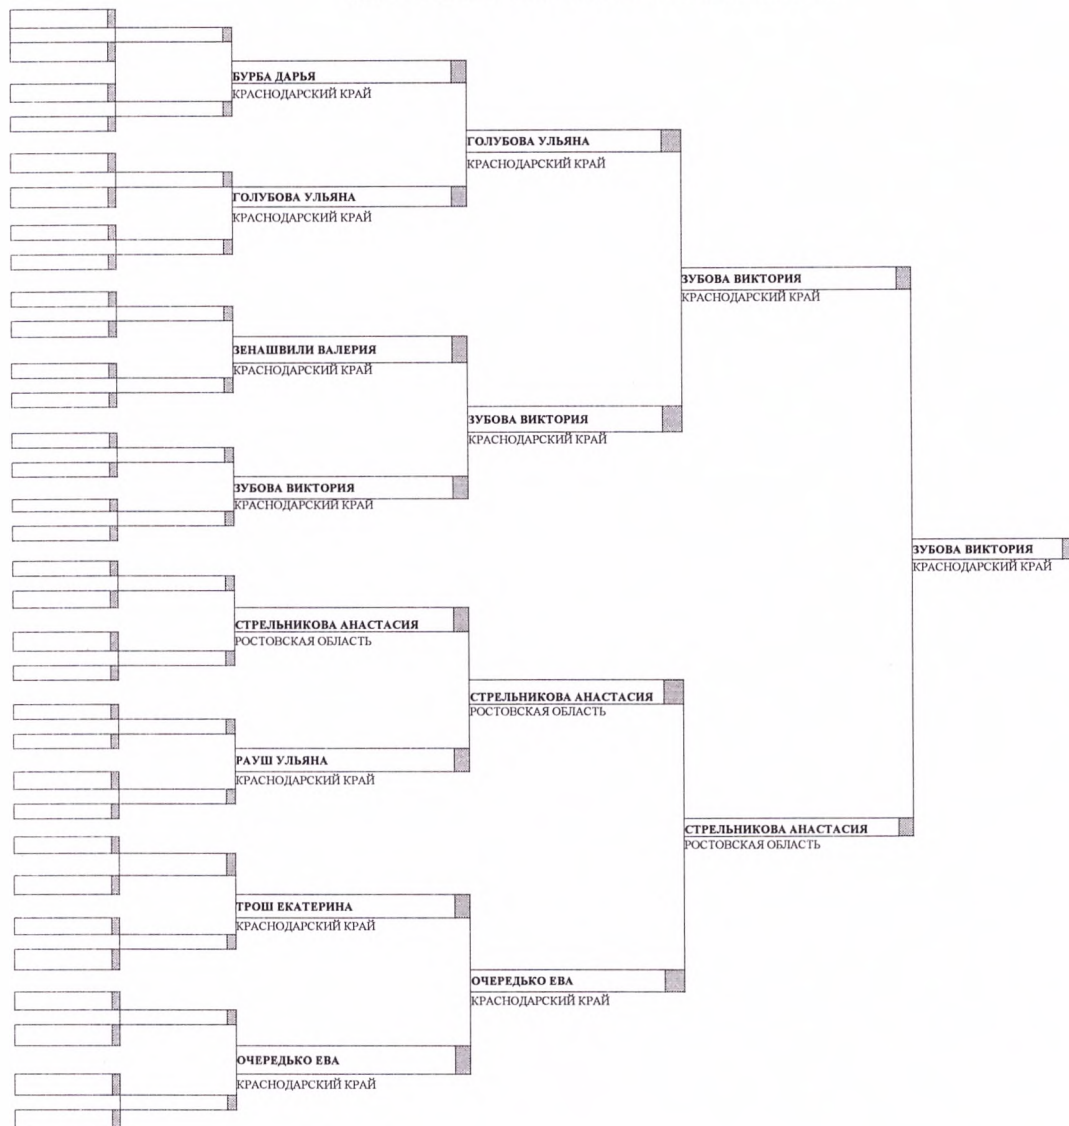 БУРБА ДАРЬЯ
КРАСНОДАРСКИЙ КРАЙ
ГОЛУБОВА УЛЬЯНА
КРАСНОДАРСКИЙ КРАЙ
ГОЛУБОВА УЛЬЯНА
КРАСНОДАРСКИЙ КРАЙ
ЗУБОВА ВИКТОРИЯ
КРАСНОДАРСКИЙ КРАЙ
ЗЕНАШВИЛИ ВАЛЕРИЯ
КРАСНОДАРСКИЙ КРАЙ
ЗУБОВА ВИКТОРИЯ
КРАСНОДАРСКИЙ КРАЙ
ЗУБОВА ВИКТОРИЯ
КРАСНОДАРСКИЙ КРАЙ
ЗУБОВА ВИКТОРИЯ
КРАСНОДАРСКИЙ КРАЙ
СТРЕЛЬНИКОВА АНАСТАСИЯ
РОСТОВСКАЯ ОБЛАСТЬ
СТРЕЛЬНИКОВА АНАСТАСИЯ
РОСТОВСКАЯ ОБЛАСТЬ
РАУШ УЛЬЯНА
КРАСНОДАРСКИЙ КРАЙ
СТРЕЛЬНИКОВА АНАСТАСИЯ
РОСТОВСКАЯ ОБЛАСТЬ
ТРОШ ЕКАТЕРИНА
КРАСНОДАРСКИЙ КРАЙ
ОЧЕРЕДЬКО ЕВА
КРАСНОДАРСКИЙ КРАЙ
ОЧЕРЕДЬКО ЕВА
КРАСНОДАРСКИЙ КРАЙ